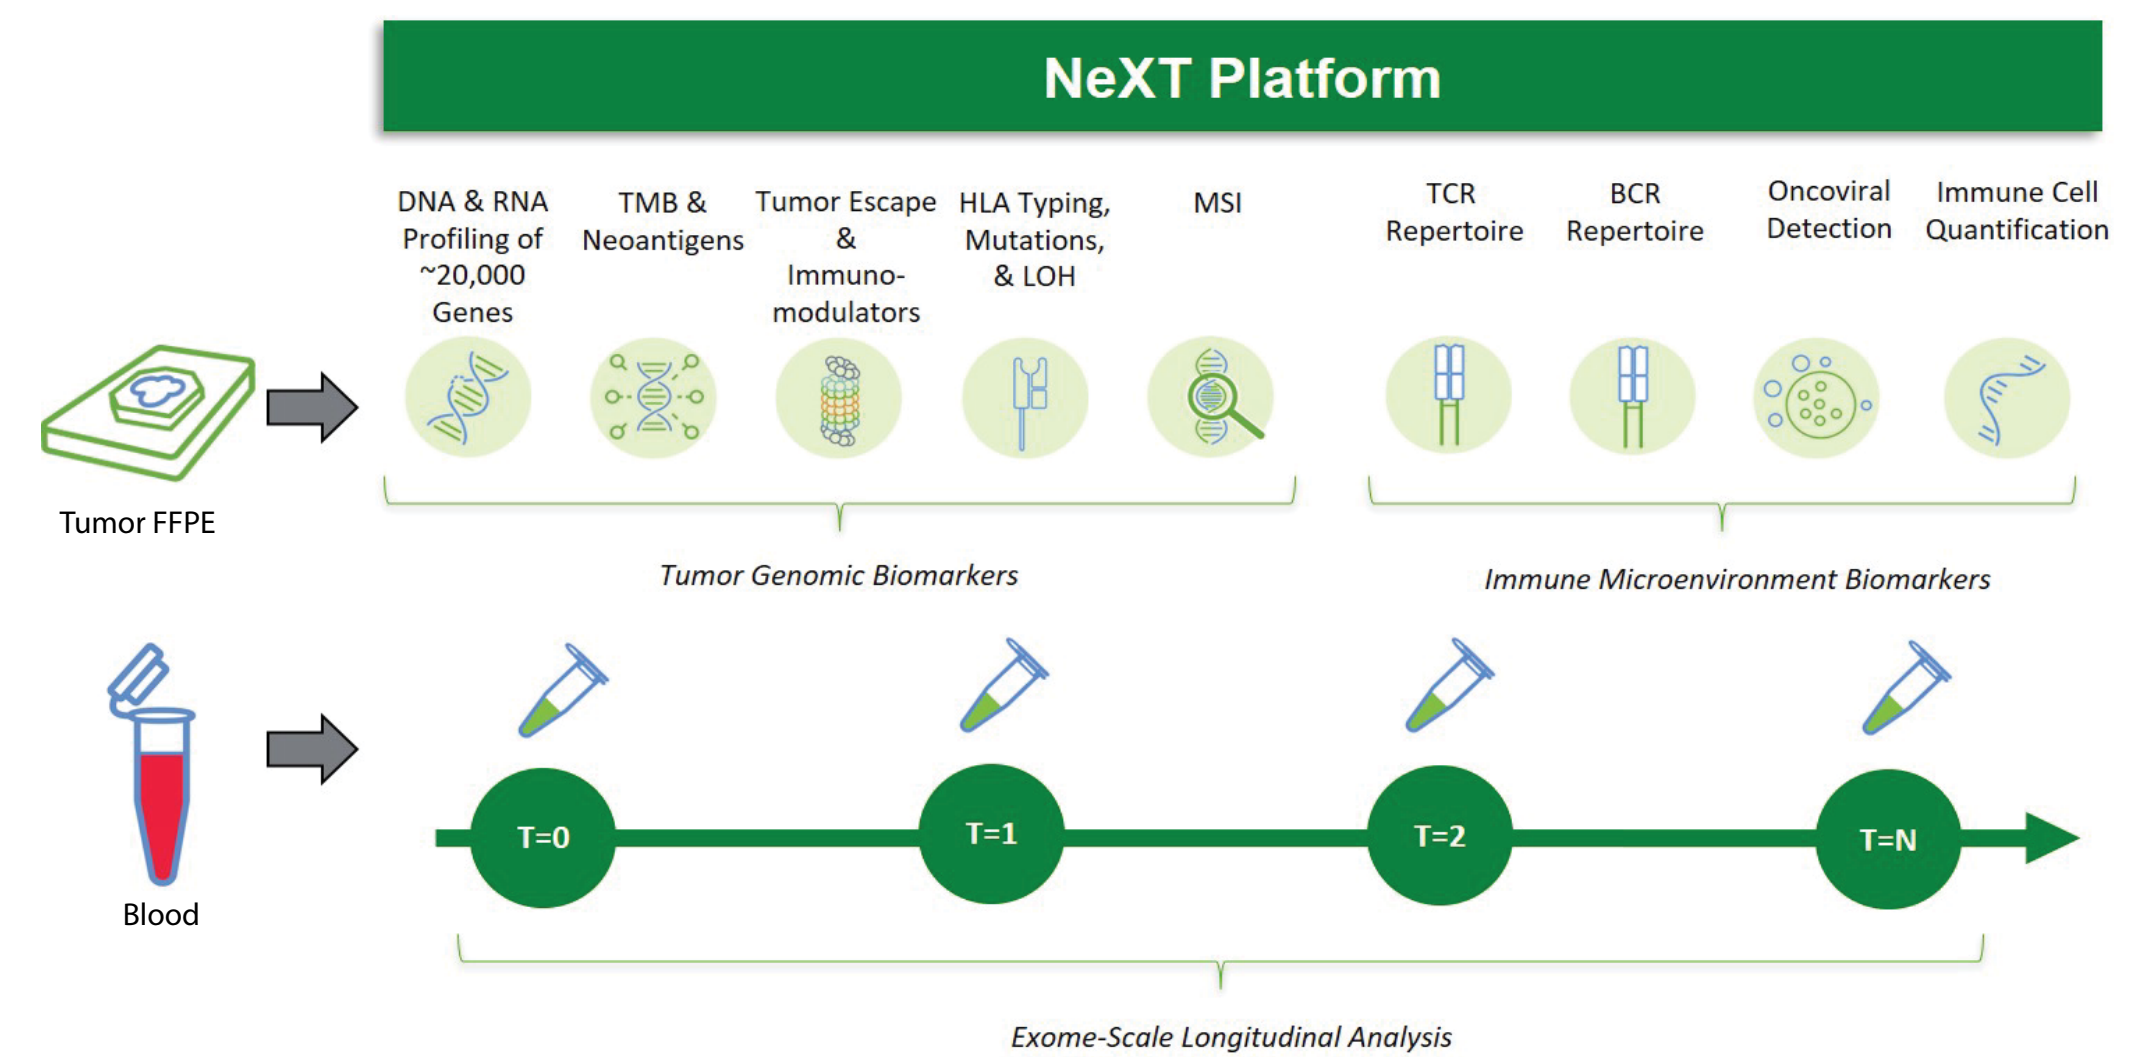 NeXT Platform
DNA & RNA
Profiling of
~20,000
Genes
TMB &
Neoantigens
Tumor Escape
&
Immuno-
modulators
HLA Typing,
Mutations,
& LOH
MSI
TCR
Repertoire
BCR
Repertoire
Oncoviral
Detection
Immune Cell
Quantification
Tumor FFPE
Tumor Genomic Biomarkers
Immune Microenvironment Biomarkers
Blood
T=0
T=1
T=2
T=N
Exome-Scale Longitudinal Analysis